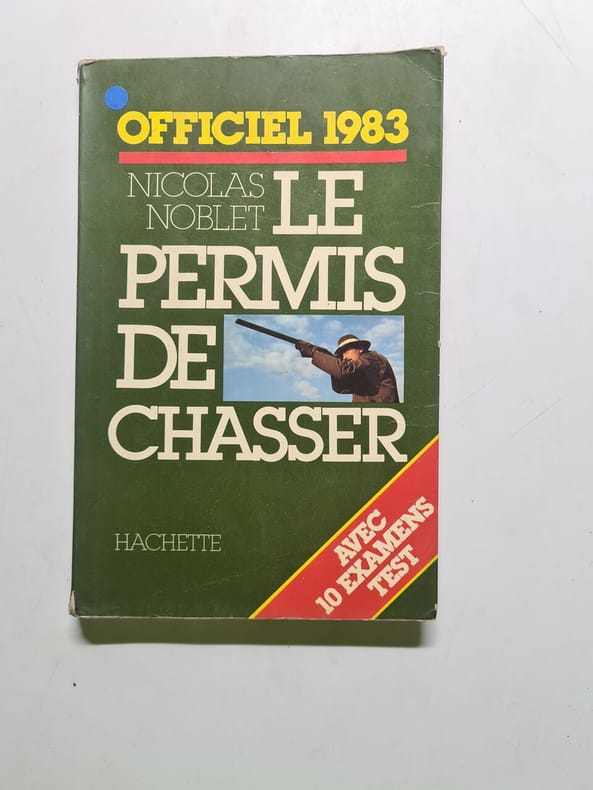 OFFICIEL 1983
NICOLAS
NOBLET
LE
PERMIS
DE
CHASSER
HACHETTE
AVEC
10 EXAMENS
TEST